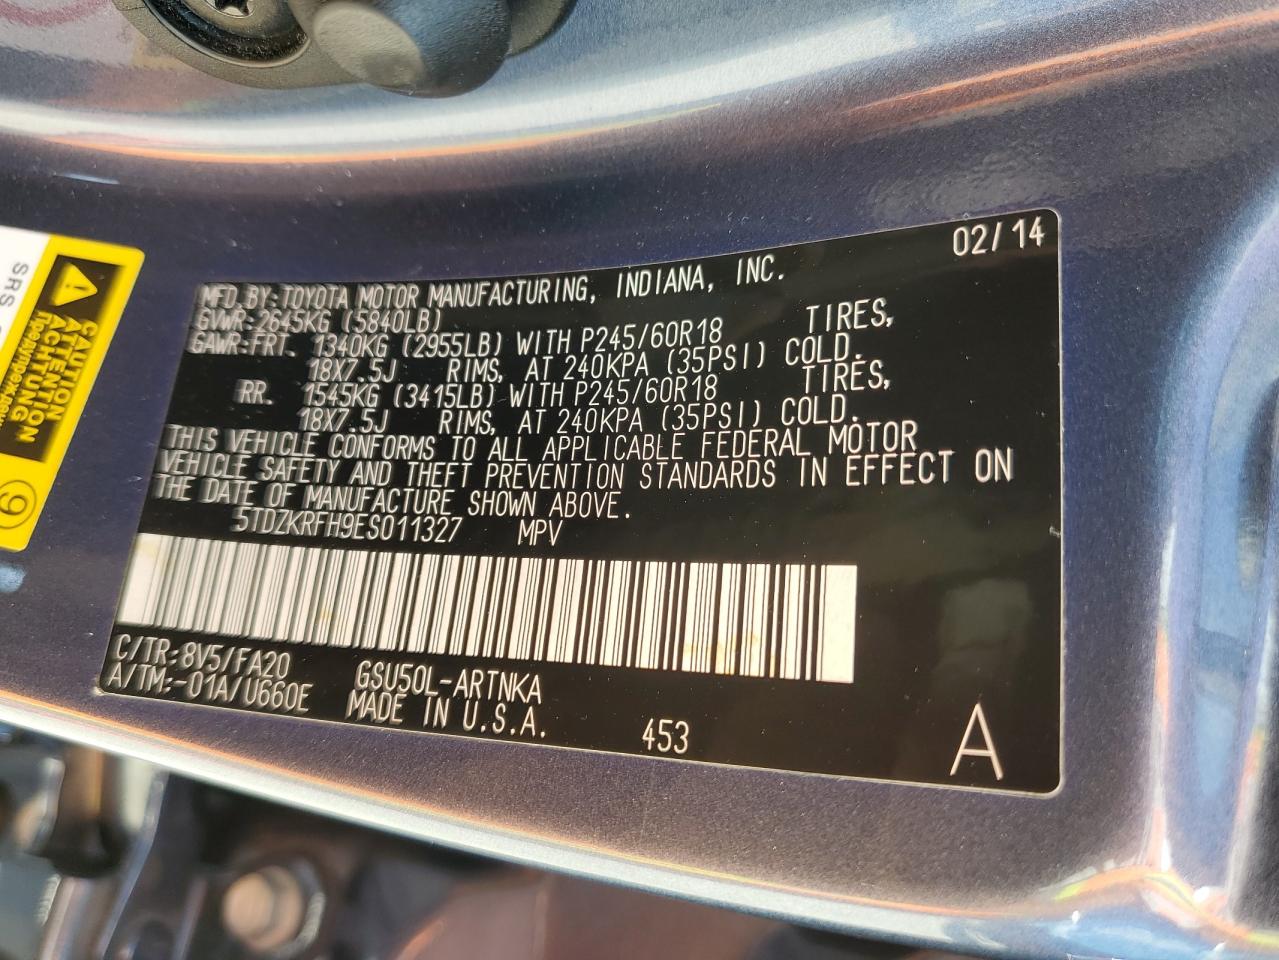 02/14
MFD.BY:TOYOTA MOTOR MANUFACTURING, INDIANA, INC.
GVWR:2645KG (5840LB)
GAWR:FRT. 1340KG (2955LB) WITH P245/60R18 TIRES,
18X7.5J RIMS, AT 240KPA (35PSI) COLD.
RR. 1545KG (3415LB) WITH P245/60R18 TIRES,
18X7.5J RIMS, AT 240KPA (35PSI) COLD.
THIS VEHICLE CONFORMS TO ALL APPLICABLE FEDERAL MOTOR
VEHICLE SAFETY AND THEFT PREVENTION STANDARDS IN EFFECT ON
THE DATE OF MANUFACTURE SHOWN ABOVE.
5TDZKRFH9ES011327 MPV
C/TR:8V5/FA20 GSU50L-ARTNKA
A/TM:-01A/U660E MADE IN U.S.A.
453
A
CAUTION
ATTENTION
ACHTUNG
9
SRS